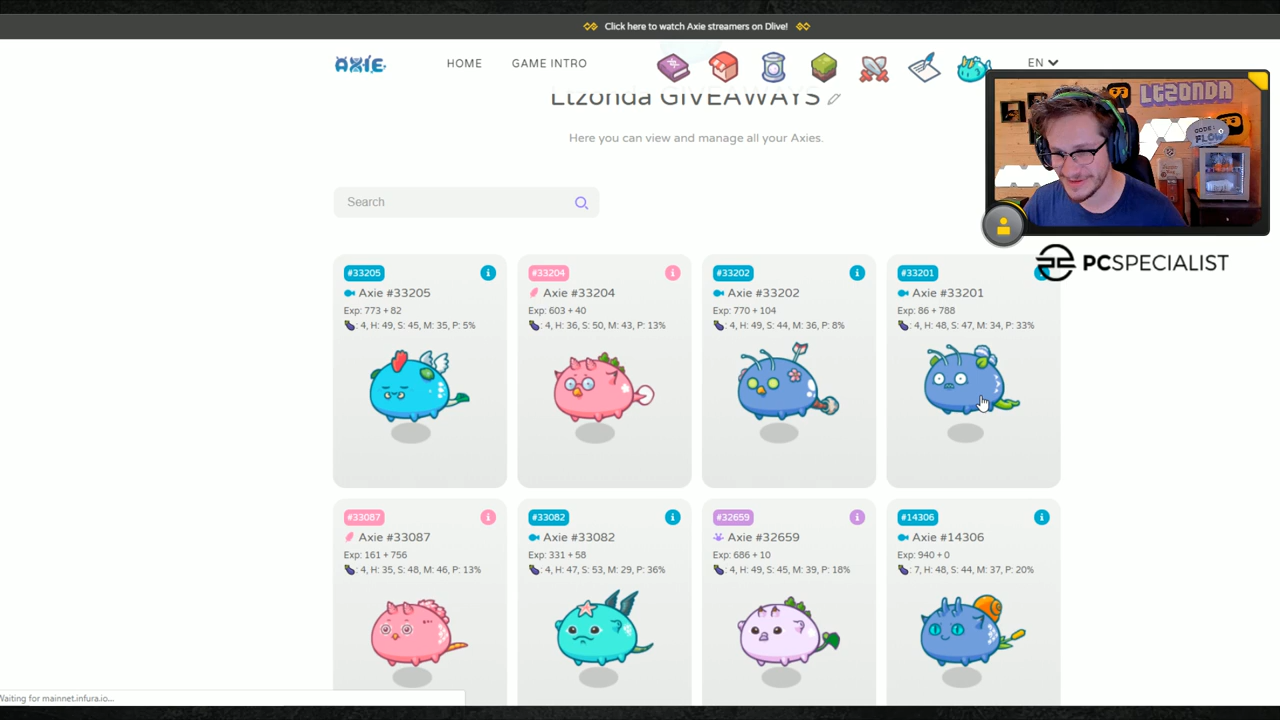 Click here to watch Axie streamers on Dlive!
AXIE
HOME
GAME INTRO
EN
Ltzonda GIVEAWAYS
Here you can view and manage all your Axies.
Search
LTZONDA
CODE:
FLOW
PCSPECIALIST
#33205
Axie #33205
Exp: 773 + 82
: 4, H: 49, S: 45, M: 35, P: 5%
#33204
Axie #33204
Exp: 603 + 40
: 4, H: 36, S: 50, M: 43, P: 13%
#33202
Axie #33202
Exp: 770 + 104
: 4, H: 49, S: 44, M: 36, P: 8%
#33201
Axie #33201
Exp: 86 + 788
: 4, H: 48, S: 47, M: 34, P: 33%
#33087
Axie #33087
Exp: 161 + 756
: 4, H: 35, S: 48, M: 46, P: 13%
#33082
Axie #33082
Exp: 331 + 58
: 4, H: 47, S: 53, M: 29, P: 36%
#32659
Axie #32659
Exp: 686 + 10
: 4, H: 49, S: 45, M: 39, P: 18%
#14306
Axie #14306
Exp: 940 + 0
: 7, H: 48, S: 44, M: 37, P: 20%
Waiting for mainnet.infura.io...